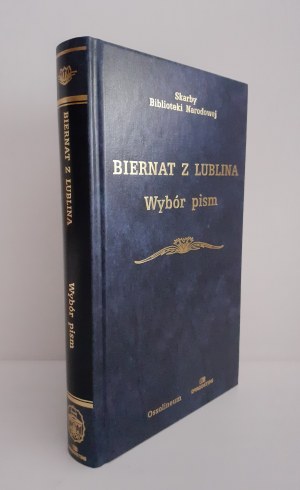 Skarby
Biblioteki Narodowej
BIERNAT Z LUBLINA
Wybór pism
Ossolineum
BIERNAT Z LUBLINA
Wybór pism